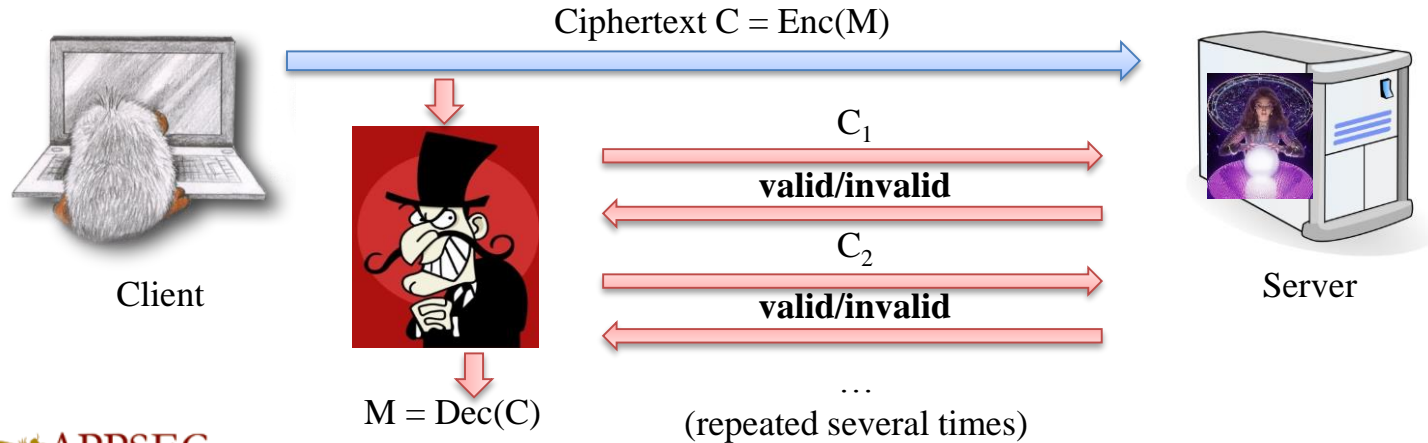 Ciphertext C = Enc(M)
C₁
valid/invalid
C₂
valid/invalid
Client
Server
…
M = Dec(C)
(repeated several times)